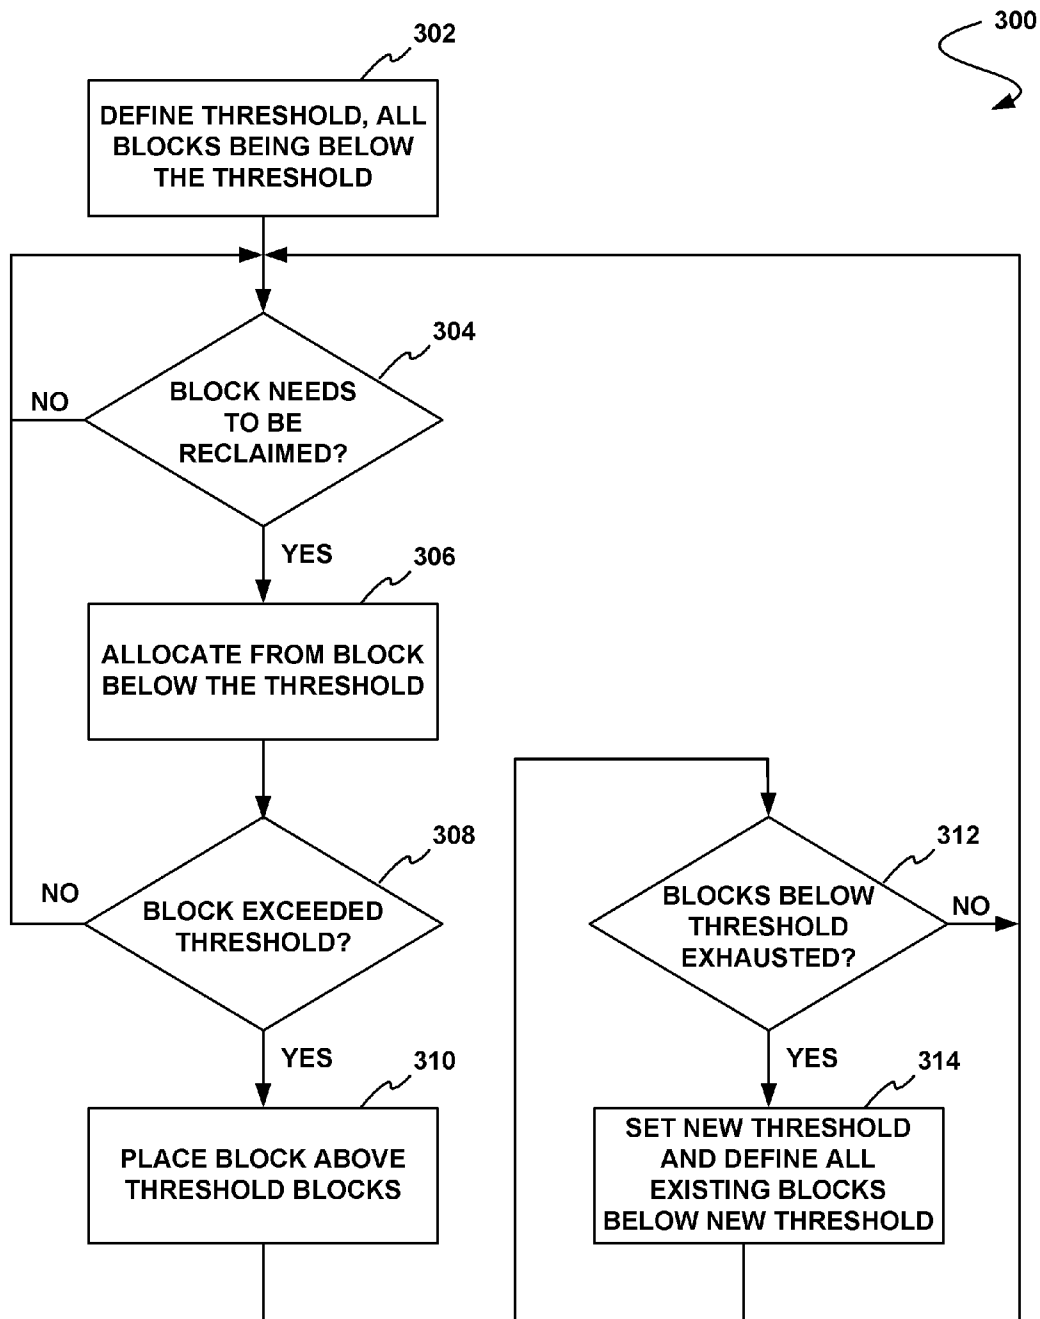 300
302
DEFINE THRESHOLD, ALL
BLOCKS BEING BELOW
THE THRESHOLD
304
BLOCK NEEDS
TO BE
RECLAIMED?
NO
YES
306
ALLOCATE FROM BLOCK
BELOW THE THRESHOLD
308
BLOCK EXCEEDED
THRESHOLD?
NO
YES
310
PLACE BLOCK ABOVE
THRESHOLD BLOCKS
312
BLOCKS BELOW
THRESHOLD
EXHAUSTED?
NO
YES
314
SET NEW THRESHOLD
AND DEFINE ALL
EXISTING BLOCKS
BELOW NEW THRESHOLD